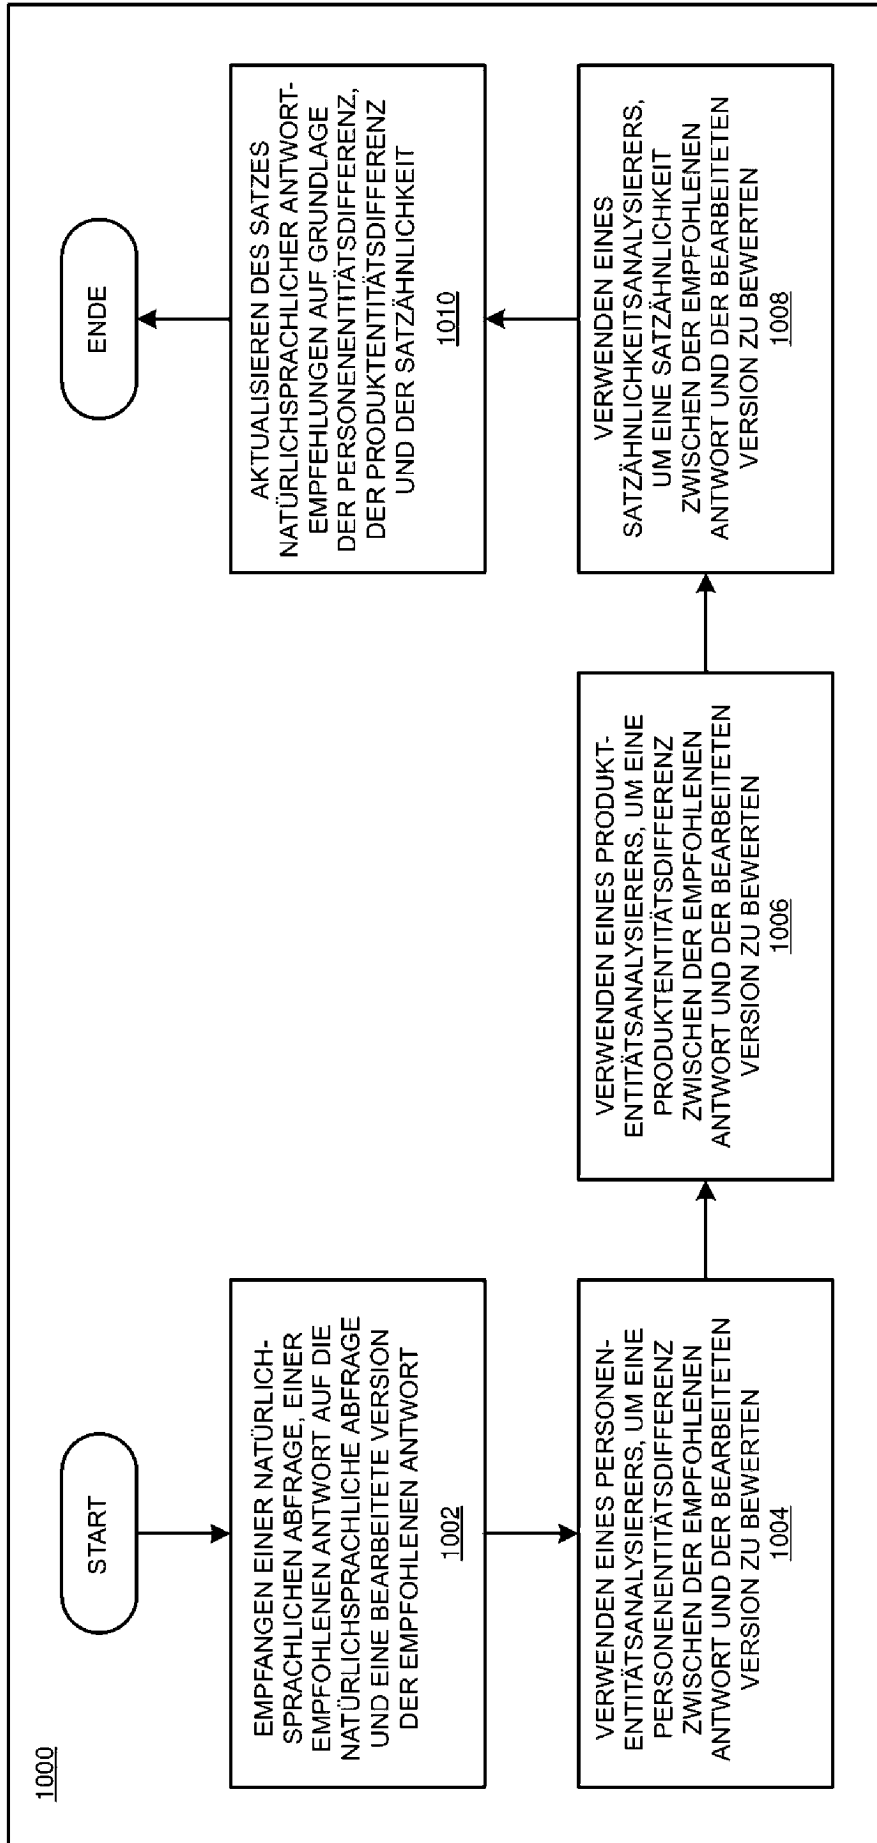 1000
START
EMPFANGEN EINER NATÜRLICH-
SPRACHLICHEN ABFRAGE, EINER
EMPFOHLENEN ANTWORT AUF DIE
NATÜRLICHSPRACHLICHE ABFRAGE
UND EINE BEARBEITETE VERSION
DER EMPFOHLENEN ANTWORT
1002
VERWENDEN EINES PERSONEN-
ENTITÄTSANALYSIERERS, UM EINE
PERSONENENTITÄTSDIFFERENZ
ZWISCHEN DER EMPFOHLENEN
ANTWORT UND DER BEARBEITETEN
VERSION ZU BEWERTEN
1004
VERWENDEN EINES PRODUKT-
ENTITÄTSANALYSIERERS, UM EINE
PRODUKTENTITÄTSDIFFERENZ
ZWISCHEN DER EMPFOHLENEN
ANTWORT UND DER BEARBEITETEN
VERSION ZU BEWERTEN
1006
VERWENDEN EINES
SATZÄHNLICHKEITSANALYSIERERS,
UM EINE SATZÄHNLICHKEIT
ZWISCHEN DER EMPFOHLENEN
ANTWORT UND DER BEARBEITETEN
VERSION ZU BEWERTEN
1008
AKTUALISIEREN DES SATZES
NATÜRLICHSPRACHLICHER ANTWORT-
EMPFEHLUNGEN AUF GRUNDLAGE
DER PERSONENENTITÄTSDIFFERENZ,
DER PRODUKTENTITÄTSDIFFERENZ
UND DER SATZÄHNLICHKEIT
1010
ENDE